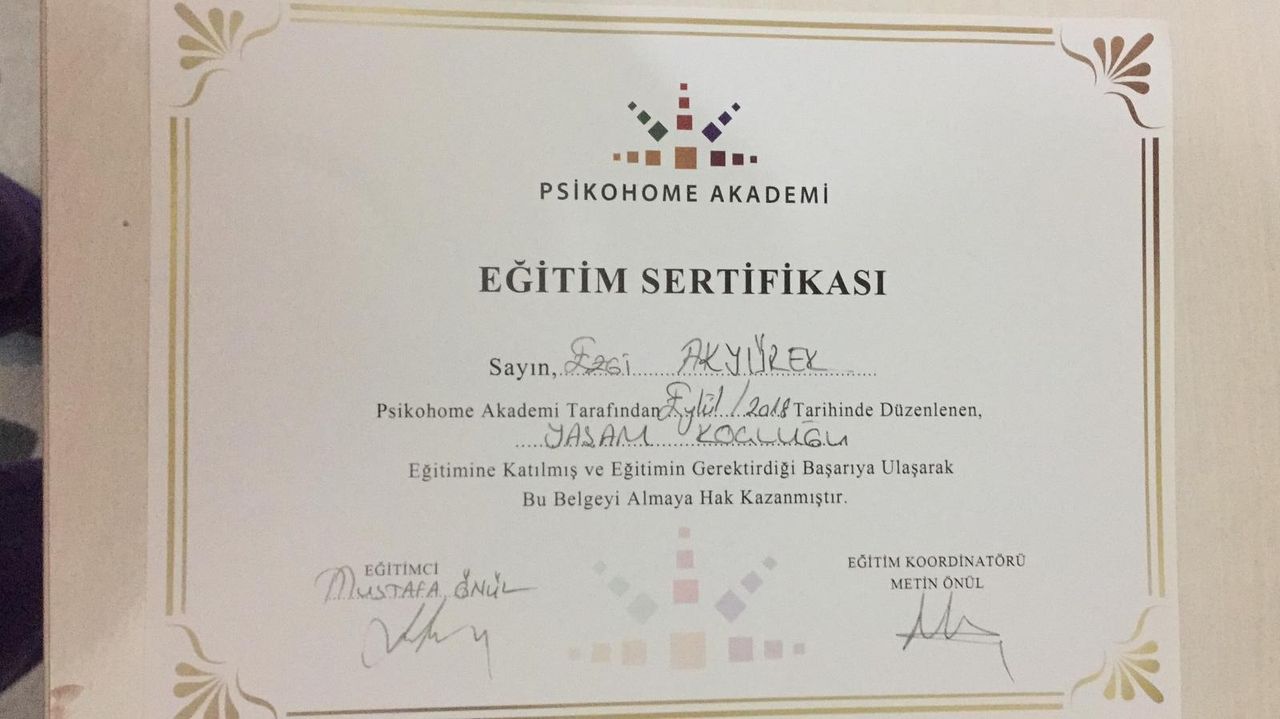 PSİKOHOME AKADEMİ
EĞİTİM SERTİFİKASI
Sayın, Ezgi AKYÜREK
Psikohome Akademi Tarafından Eylül/2018 Tarihinde Düzenlenen,
YAŞAM KOÇLUĞU
Eğitimine Katılmış ve Eğitimin Gerektirdiği Başarıya Ulaşarak
Bu Belgeyi Almaya Hak Kazanmıştır.
EĞİTİMCİ
MUSTAFA ÖNÜL
EĞİTİM KOORDİNATÖRÜ
METİN ÖNÜL